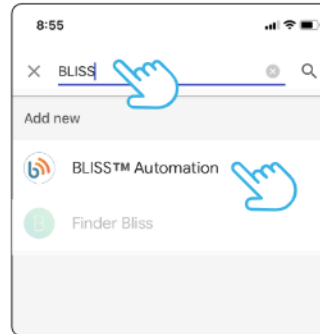 8:55
BLISS
Add new
BLISS™ Automation
B Finder Bliss